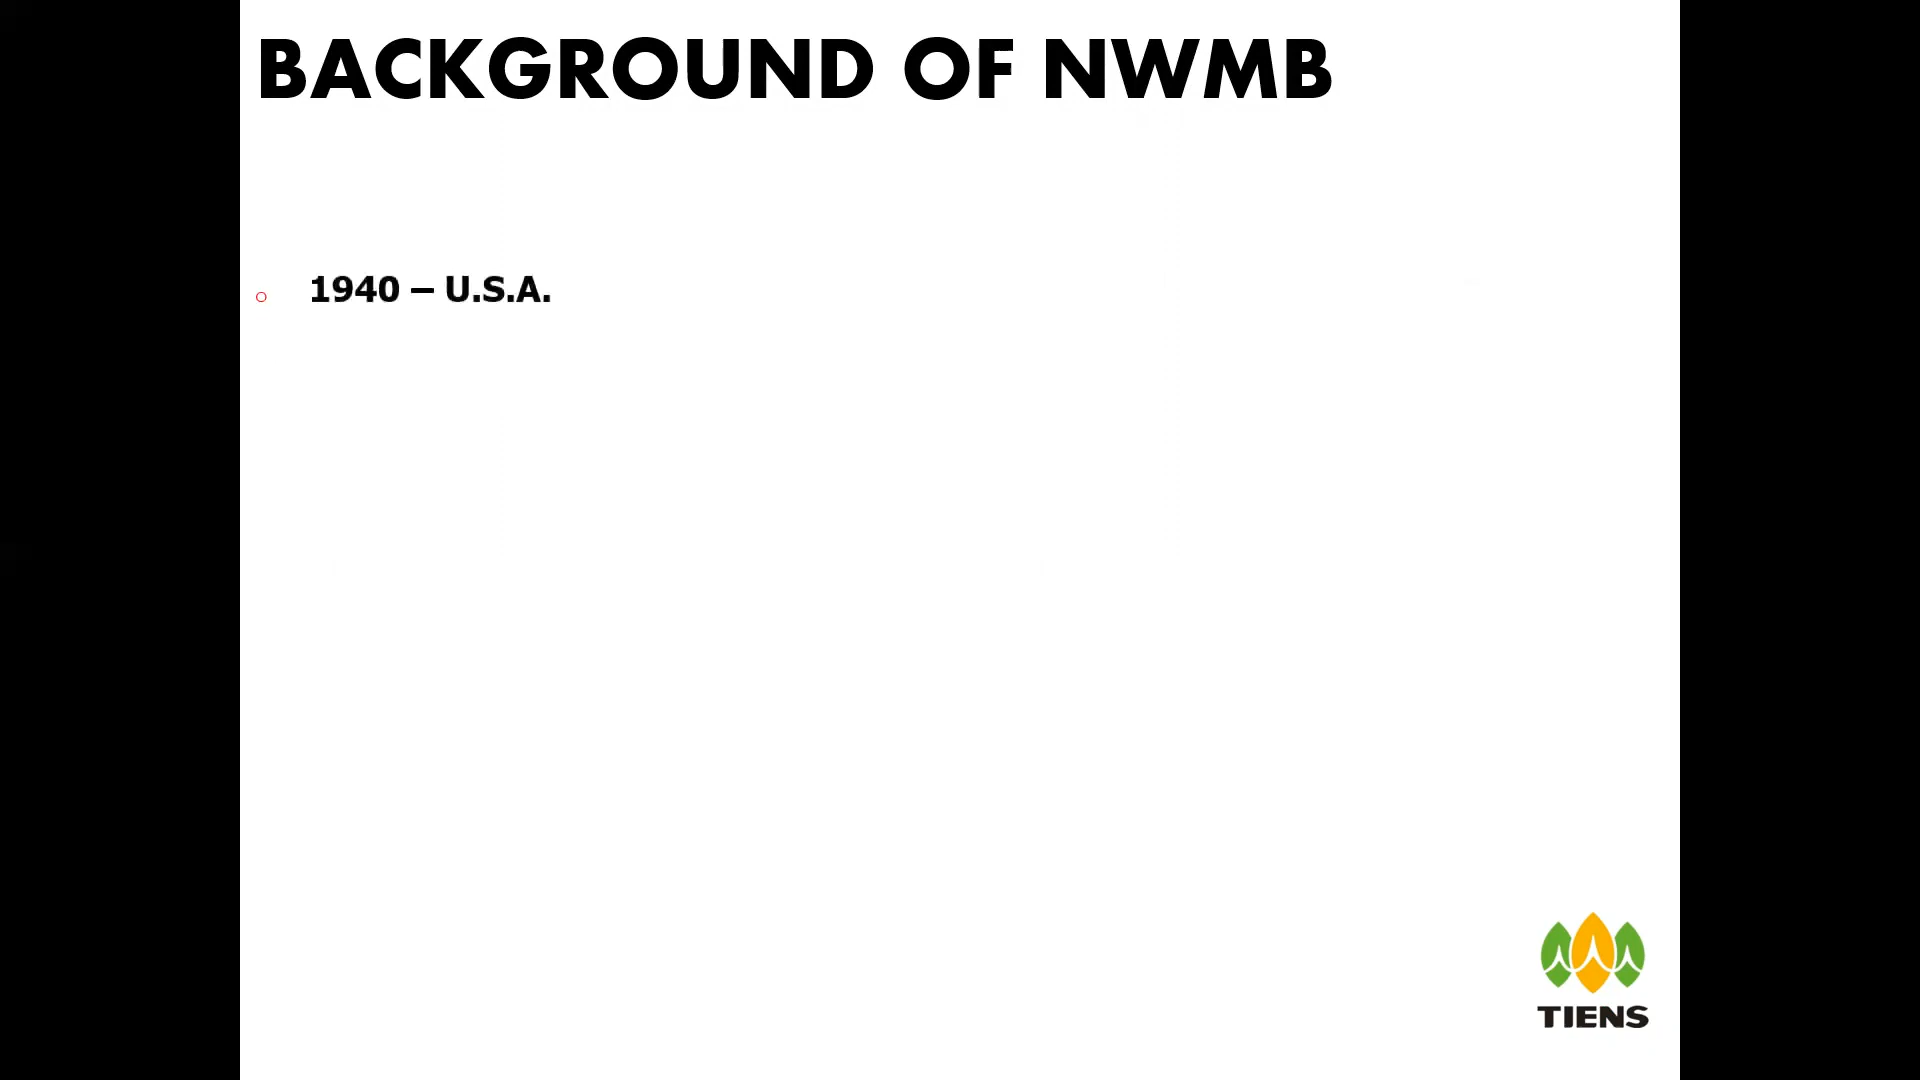 BACKGROUND OF NWMB
1940 – U.S.A.
TIENS